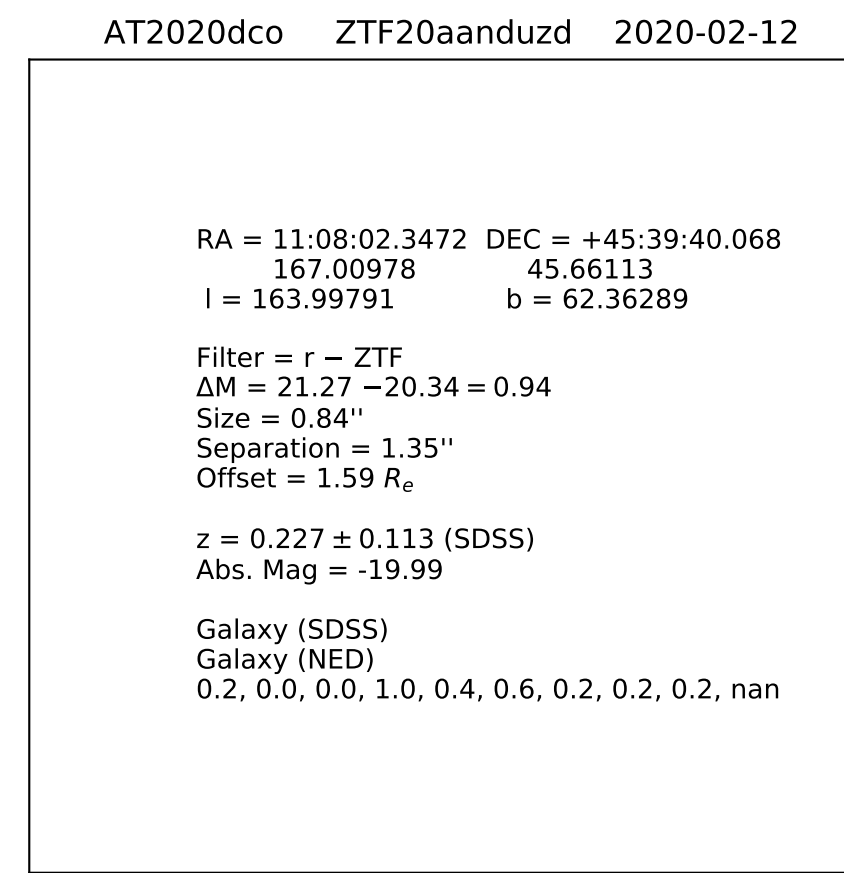 AT2020dco ZTF20aanduzd 2020-02-12
RA = 11:08:02.3472 DEC = +45:39:40.068
167.00978 45.66113
l = 163.99791 b = 62.36289
Filter = r − ZTF
ΔM = 21.27 −20.34 = 0.94
Size = 0.84''
Separation = 1.35''
Offset = 1.59 Rₑ
z = 0.227 ± 0.113 (SDSS)
Abs. Mag = -19.99
Galaxy (SDSS)
Galaxy (NED)
0.2, 0.0, 0.0, 1.0, 0.4, 0.6, 0.2, 0.2, 0.2, nan